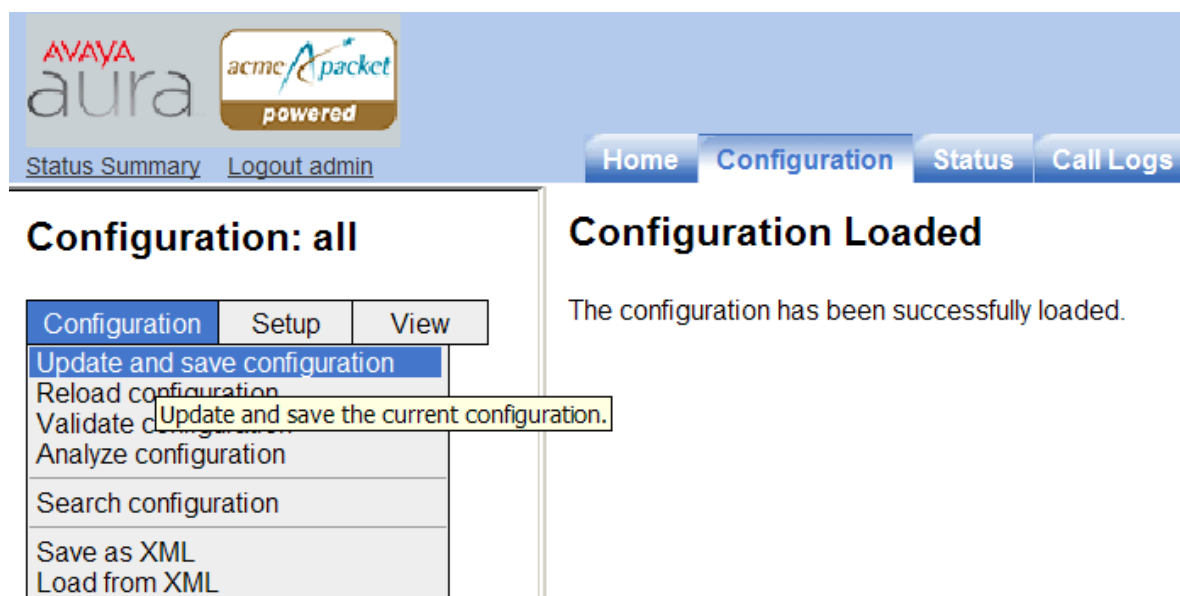 AVAYA
aura
acme packet
powered
Status Summary Logout admin
Home Configuration Status Call Logs
Configuration: all
Configuration Setup View
Update and save configuration
Reload configuration
Validate configuration
Update and save the current configuration.
Analyze configuration
Search configuration
Save as XML
Load from XML
Configuration Loaded
The configuration has been successfully loaded.